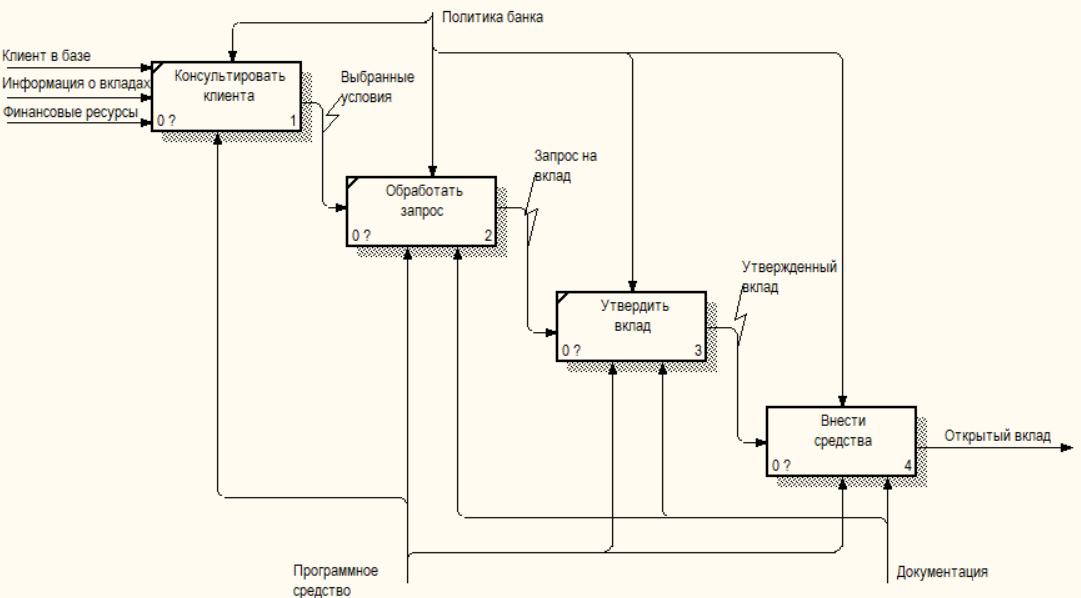 Политика банка
Клиент в базе
Информация о вкладах
Финансовые ресурсы
Консультировать
клиента
0 ?
1
Выбранные
условия
Обработать
запрос
0 ?
2
Запрос на
вклад
Утвердить
вклад
0 ?
3
Утвержденный
вклад
Внести
средства
0 ?
4
Открытый вклад
Программное
средство
Документация